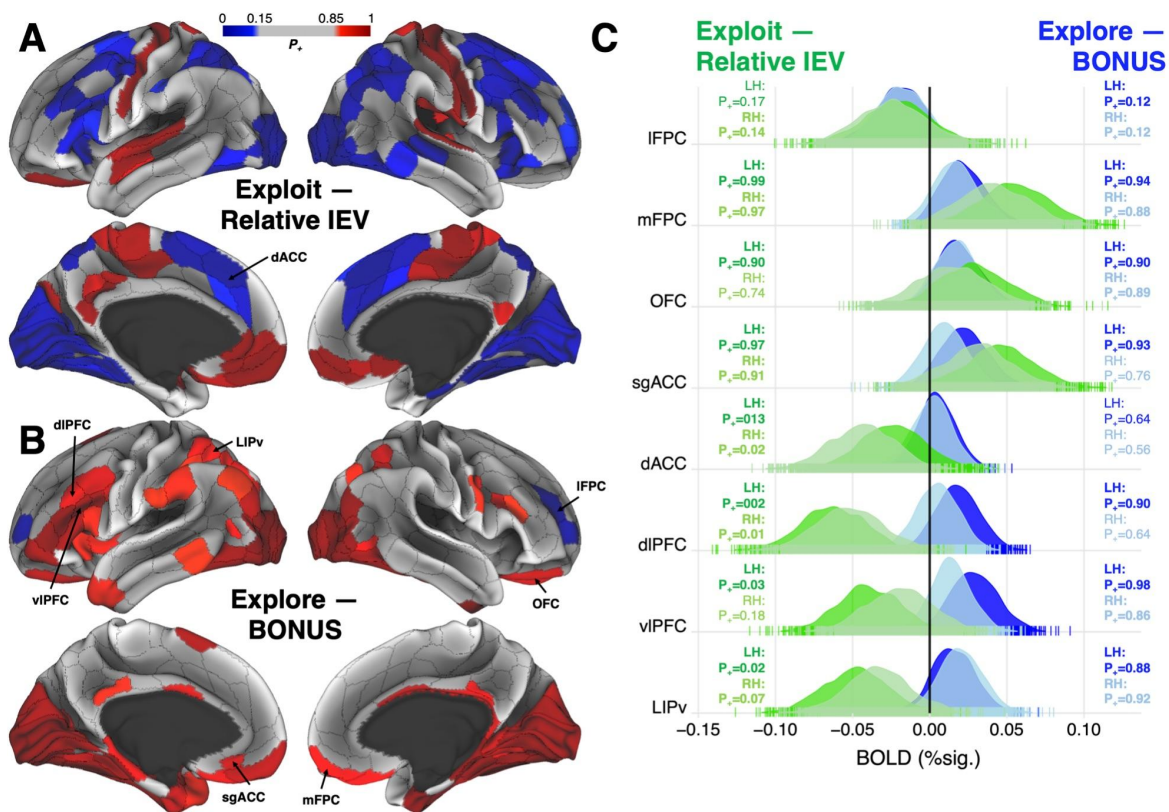 A
0 0.15 0.85 1
P+
Exploit —
Relative IEV
dACC
B
dlPFC
LIPv
lFPC
vlPFC
OFC
Explore —
BONUS
sgACC
mFPC
C
Exploit —
Relative IEV
Explore —
BONUS
lFPC
LH:
P+=0.17
RH:
P+=0.14
LH:
P+=0.12
RH:
P+=0.12
mFPC
LH:
P+=0.99
RH:
P+=0.97
LH:
P+=0.94
RH:
P+=0.88
OFC
LH:
P+=0.90
RH:
P+=0.74
LH:
P+=0.90
RH:
P+=0.89
sgACC
LH:
P+=0.97
RH:
P+=0.91
LH:
P+=0.93
RH:
P+=0.76
dACC
LH:
P+=013
RH:
P+=0.02
LH:
P+=0.64
RH:
P+=0.56
dlPFC
LH:
P+=002
RH:
P+=0.01
LH:
P+=0.90
RH:
P+=0.64
vlPFC
LH:
P+=0.03
RH:
P+=0.18
LH:
P+=0.98
RH:
P+=0.86
LIPv
LH:
P+=0.02
RH:
P+=0.07
LH:
P+=0.88
RH:
P+=0.92
−0.15 −0.10 −0.05 0.00 0.05 0.10
BOLD (%sig.)